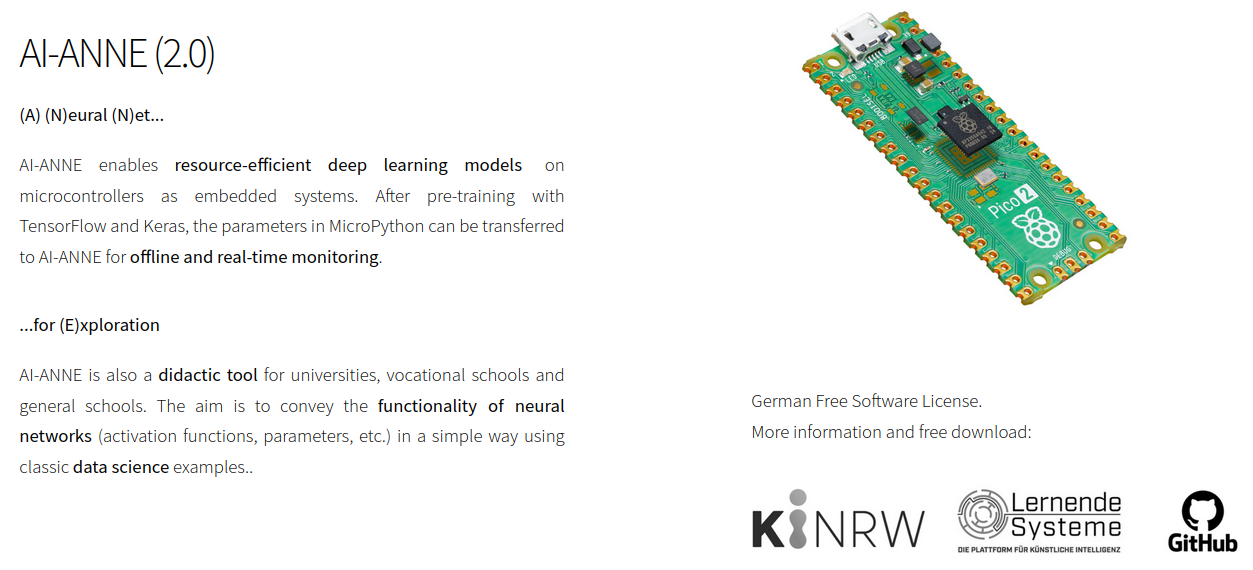 AI-ANNE (2.0)
(A) (N)eural (N)et...
AI-ANNE enables resource-efficient deep learning models on
microcontrollers as embedded systems. After pre-training with
TensorFlow and Keras, the parameters in MicroPython can be transferred
to AI-ANNE for offline and real-time monitoring.
...for (E)xploration
AI-ANNE is also a didactic tool for universities, vocational schools and
general schools. The aim is to convey the functionality of neural
networks (activation functions, parameters, etc.) in a simple way using
classic data science examples..
LED
USB
BOOTSEL
Pico 2
DEBUG
German Free Software License.
More information and free download:
KiNRW
Lernende
Systeme
DIE PLATTFORM FÜR KÜNSTLICHE INTELLIGENZ
GitHub